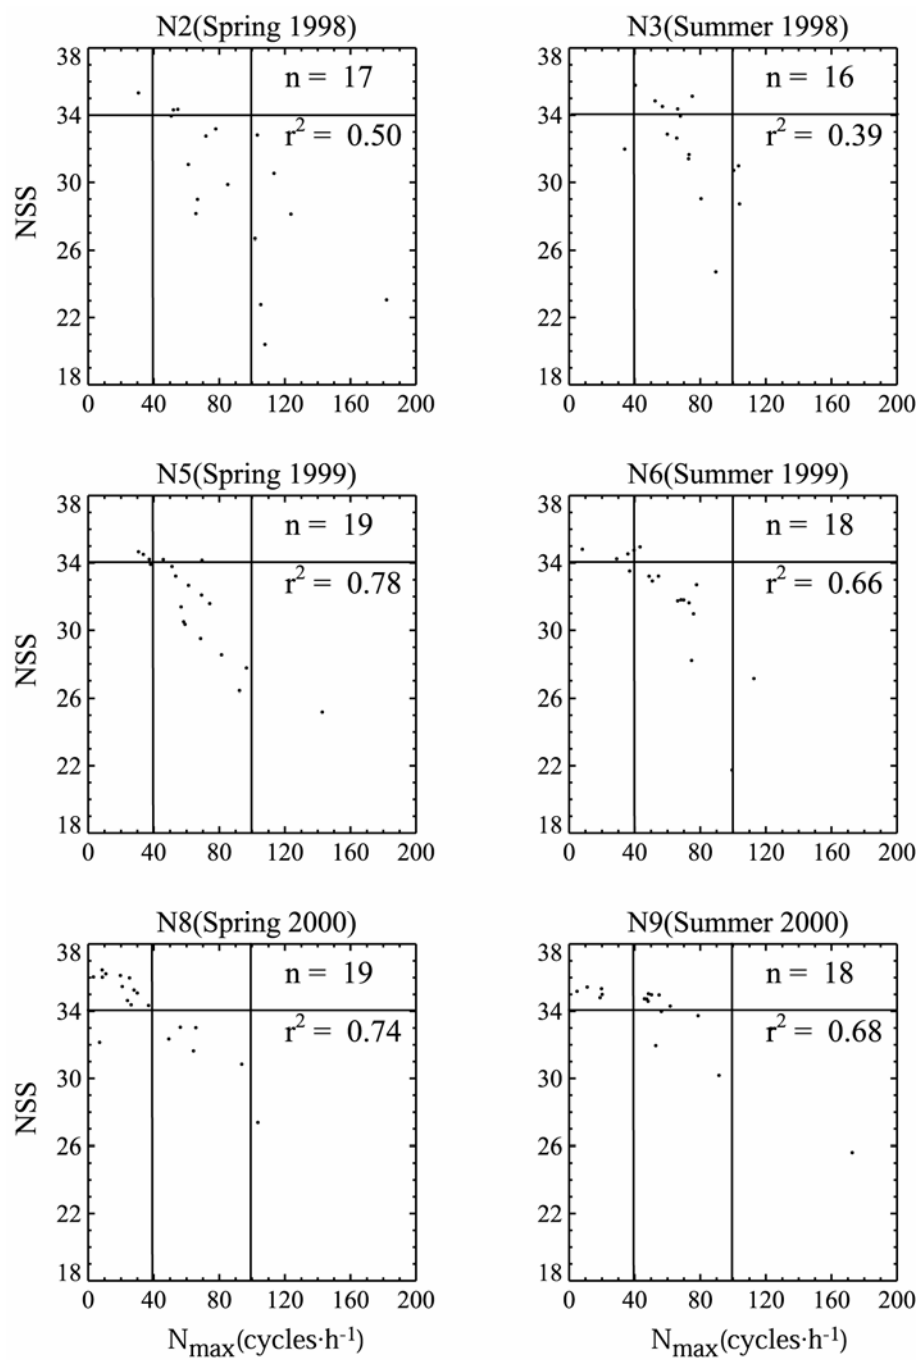 N2(Spring 1998)
n = 17
r² = 0.50
NSS
38
34
30
26
22
18
0 40 80 120 160 200
N3(Summer 1998)
n = 16
r² = 0.39
38
34
30
26
22
18
0 40 80 120 160 200
N5(Spring 1999)
n = 19
r² = 0.78
NSS
38
34
30
26
22
18
0 40 80 120 160 200
N6(Summer 1999)
n = 18
r² = 0.66
38
34
30
26
22
18
0 40 80 120 160 200
N8(Spring 2000)
n = 19
r² = 0.74
NSS
38
34
30
26
22
18
0 40 80 120 160 200
Nmax(cycles·h⁻¹)
N9(Summer 2000)
n = 18
r² = 0.68
38
34
30
26
22
18
0 40 80 120 160 200
Nmax(cycles·h⁻¹)